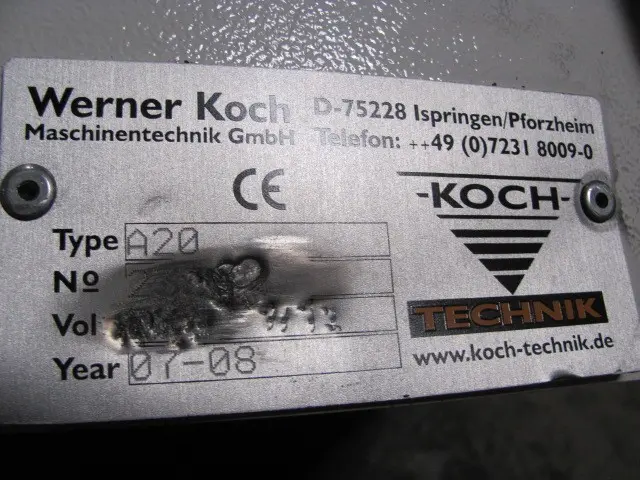 Werner Koch D-75228 Ispringen/Pforzheim
Maschinentechnik GmbH Telefon: ++49 (0)7231 8009-0
CE
-KOCH-
TECHNIK
www.koch-technik.de
Type A20
Nº
Vol
Year 07-08